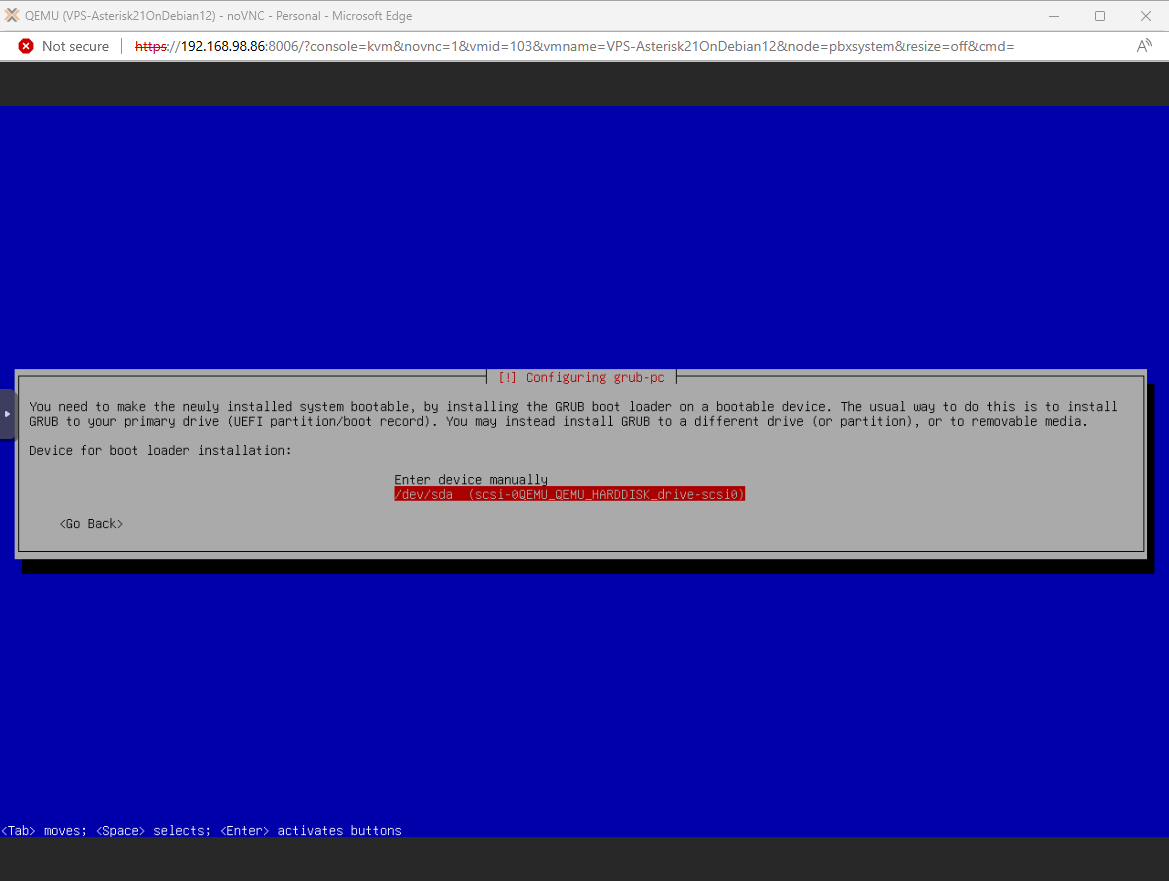 QEMU (VPS-Asterisk21OnDebian12) - noVNC - Personal - Microsoft Edge
Not secure | https://192.168.98.86:8006/?console=kvm&novnc=1&vmid=103&vmname=VPS-Asterisk21OnDebian12&node=pbxsystem&resize=off&cmd=
[!] Configuring grub-pc
You need to make the newly installed system bootable, by installing the GRUB boot loader on a bootable device. The usual way to do this is to install
GRUB to your primary drive (UEFI partition/boot record). You may instead install GRUB to a different drive (or partition), or to removable media.
Device for boot loader installation:
Enter device manually
/dev/sda  (scsi-0QEMU_QEMU_HARDDISK_drive-scsi0)
<Go Back>
<Tab> moves; <Space> selects; <Enter> activates buttons